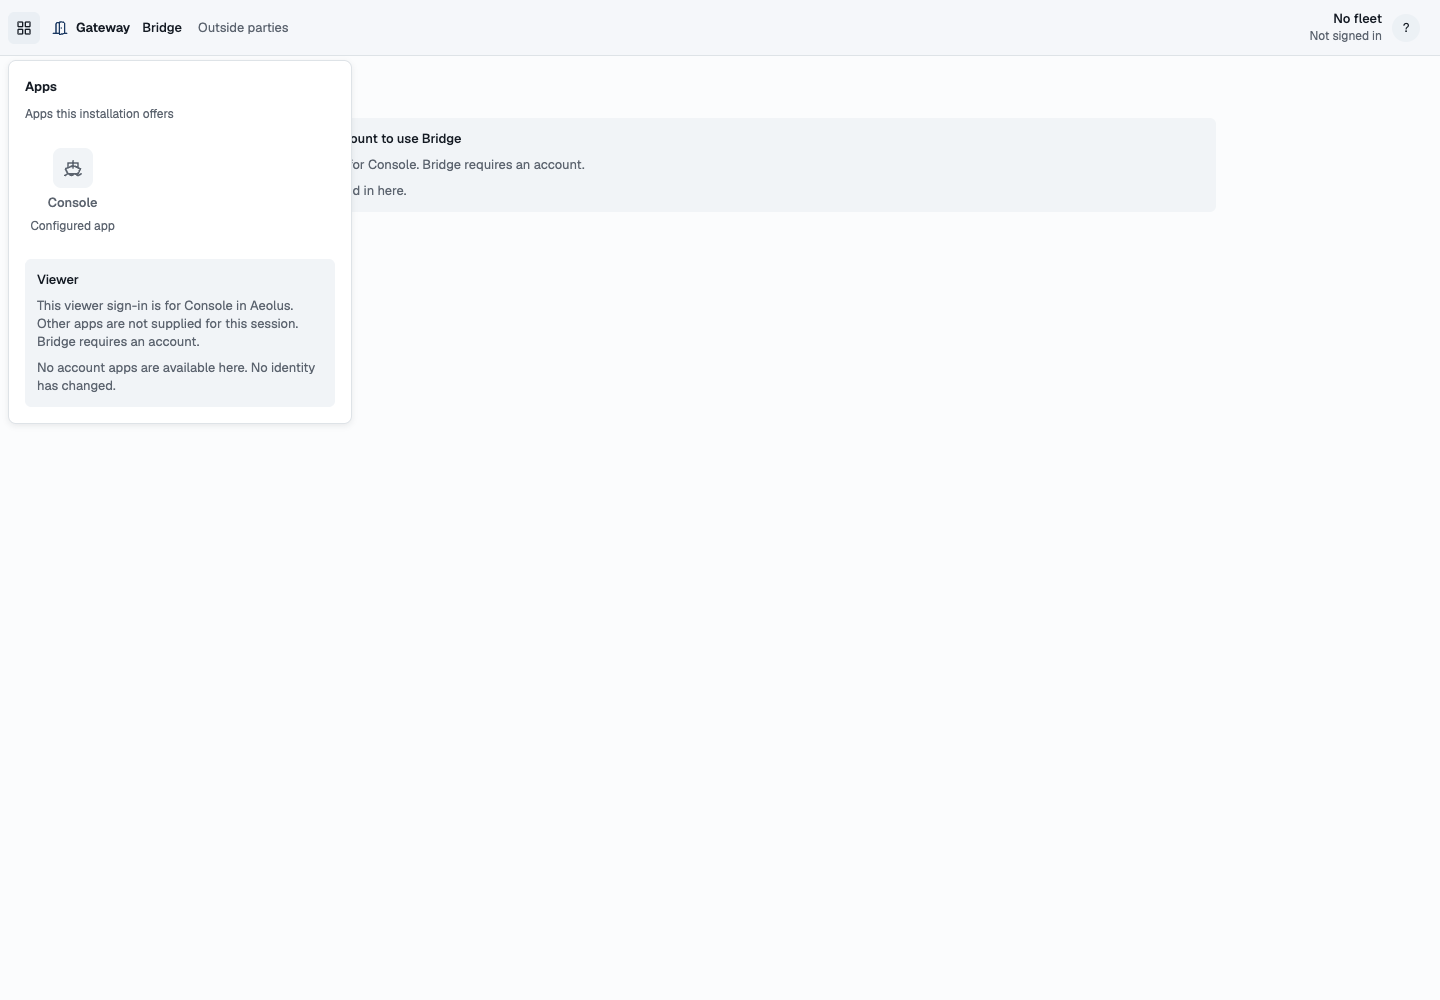 Gateway Bridge Outside parties
No fleet
Not signed in
?
Apps
Apps this installation offers
Console
Configured app
Viewer
This viewer sign-in is for Console in Aeolus.
Other apps are not supplied for this session.
Bridge requires an account.
No account apps are available here. No identity
has changed.
to use Bridge
Console. Bridge requires an account.
in here.